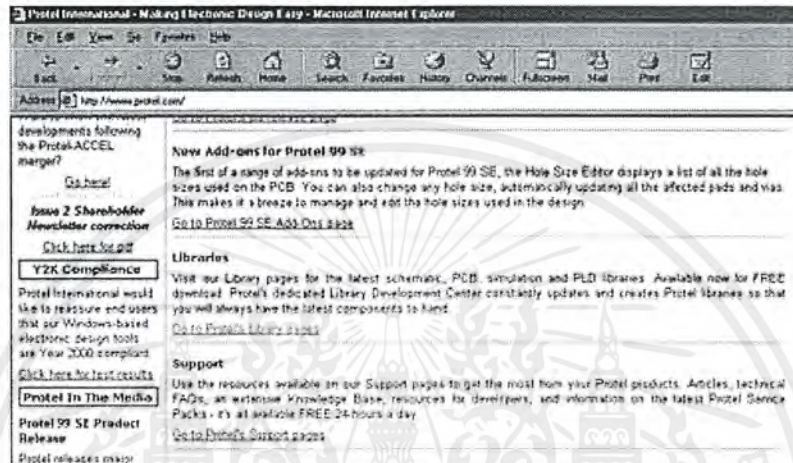 Protel International - Making Electronic Design Easy - Microsoft Internet Explorer
File Edit View Go Favorites Help
Back Stop Refresh Home Search Favorites History Channels Fullscreen Mail Print Edit
Address http://www.protel.com/
developments following
the Protel-ACCEL
merger?
Go here!
Issue 2 Shareholder
Newsletter correction
Click here for pdf
Y2K Compliance
Protel International would
like to reassure end users
that our Windows-based
electronic design tools
are Year 2000 compliant.
Click here for test results
Protel In The Media
Protel 99 SE Product
Release
Protel releases major
New Add-ons for Protel 99 SE
The first of a range of add-ons to be updated for Protel 99 SE, the Hole Size Editor displays a list of all the hole
sizes used on the PCB. You can also change any hole size, automatically updating all the affected pads and vias.
This makes it a breeze to manage and edit the hole sizes used in the design.
Go to Protel 99 SE Add-Ons page
Libraries
Visit our Library pages for the latest schematic, PCB, simulation and PLD libraries. Available now for FREE
download. Protel's dedicated Library Development Center constantly updates and creates Protel libraries so that
you will always have the latest components to hand.
Go to Protel's Library pages
Support
Use the resources available on our Support pages to get the most from your Protel products. Articles, technical
FAQs, an extensive Knowledge Base, resources for developers, and information on the latest Protel Service
Packs - it's all available FREE 24-hours a day.
Go to Protel's Support pages